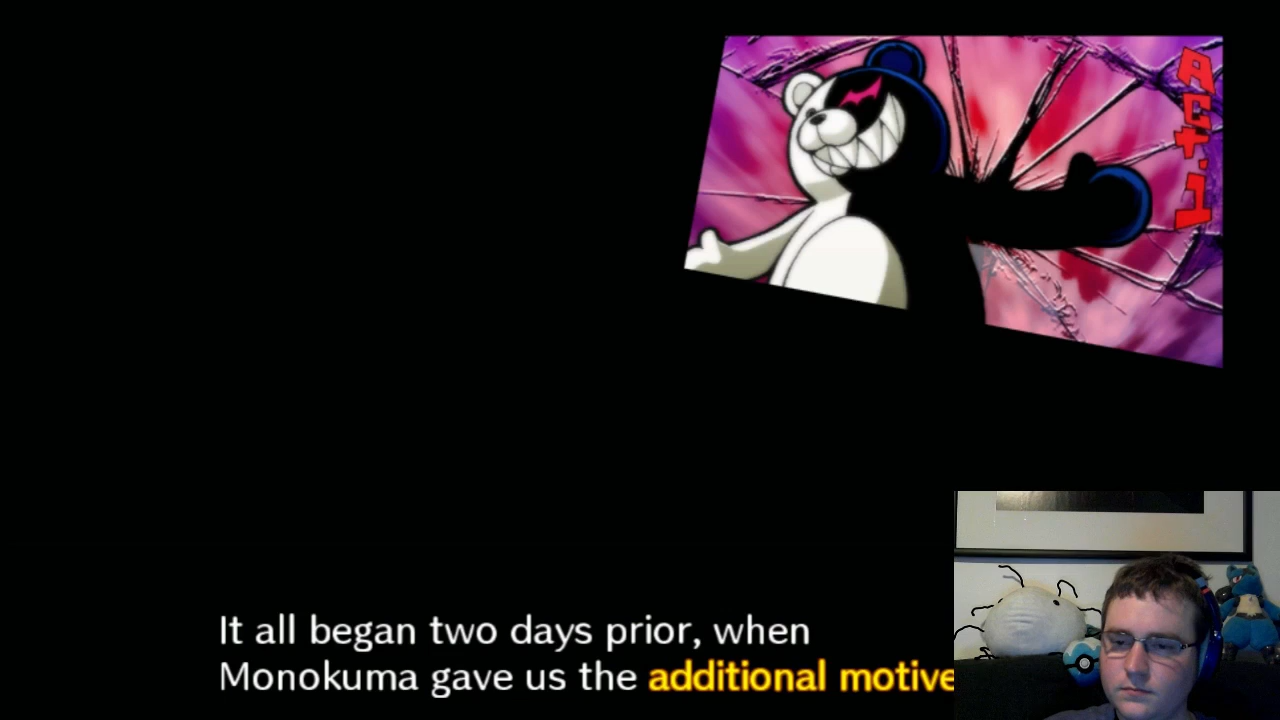 Act.1
It all began two days prior, when
Monokuma gave us the additional motive